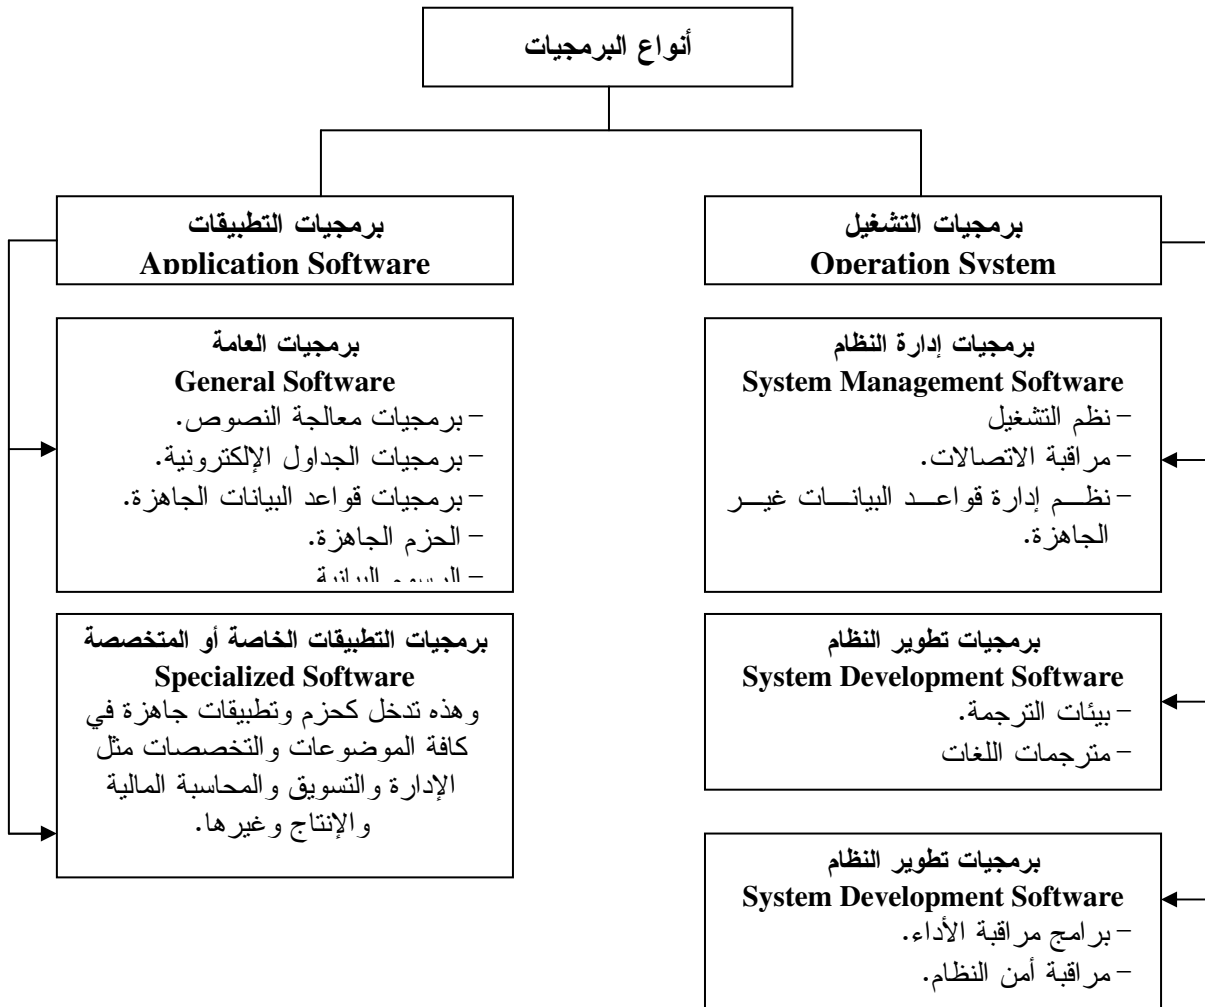 أنواع البرمجيات
برمجيات التشغيل
Operation System
برمجيات إدارة النظام
System Management Software
- نظم التشغيل
- مراقبة الاتصالات.
- نظم إدارة قواعد البيانات غير
الجاهزة.
برمجيات تطوير النظام
System Development Software
- بيئات الترجمة.
- مترجمات اللغات
برمجيات تطوير النظام
System Development Software
- برامج مراقبة الأداء.
- مراقبة أمن النظام.
برمجيات التطبيقات
Application Software
برمجيات العامة
General Software
- برمجيات معالجة النصوص.
- برمجيات الجداول الإلكترونية.
- برمجيات قواعد البيانات الجاهزة.
- الحزم الجاهزة.
- الرسوم البيانية
برمجيات التطبيقات الخاصة أو المتخصصة
Specialized Software
وهذه تدخل كحزم وتطبيقات جاهزة في
كافة الموضوعات والتخصصات مثل
الإدارة والتسويق والمحاسبة المالية
والإنتاج وغيرها.